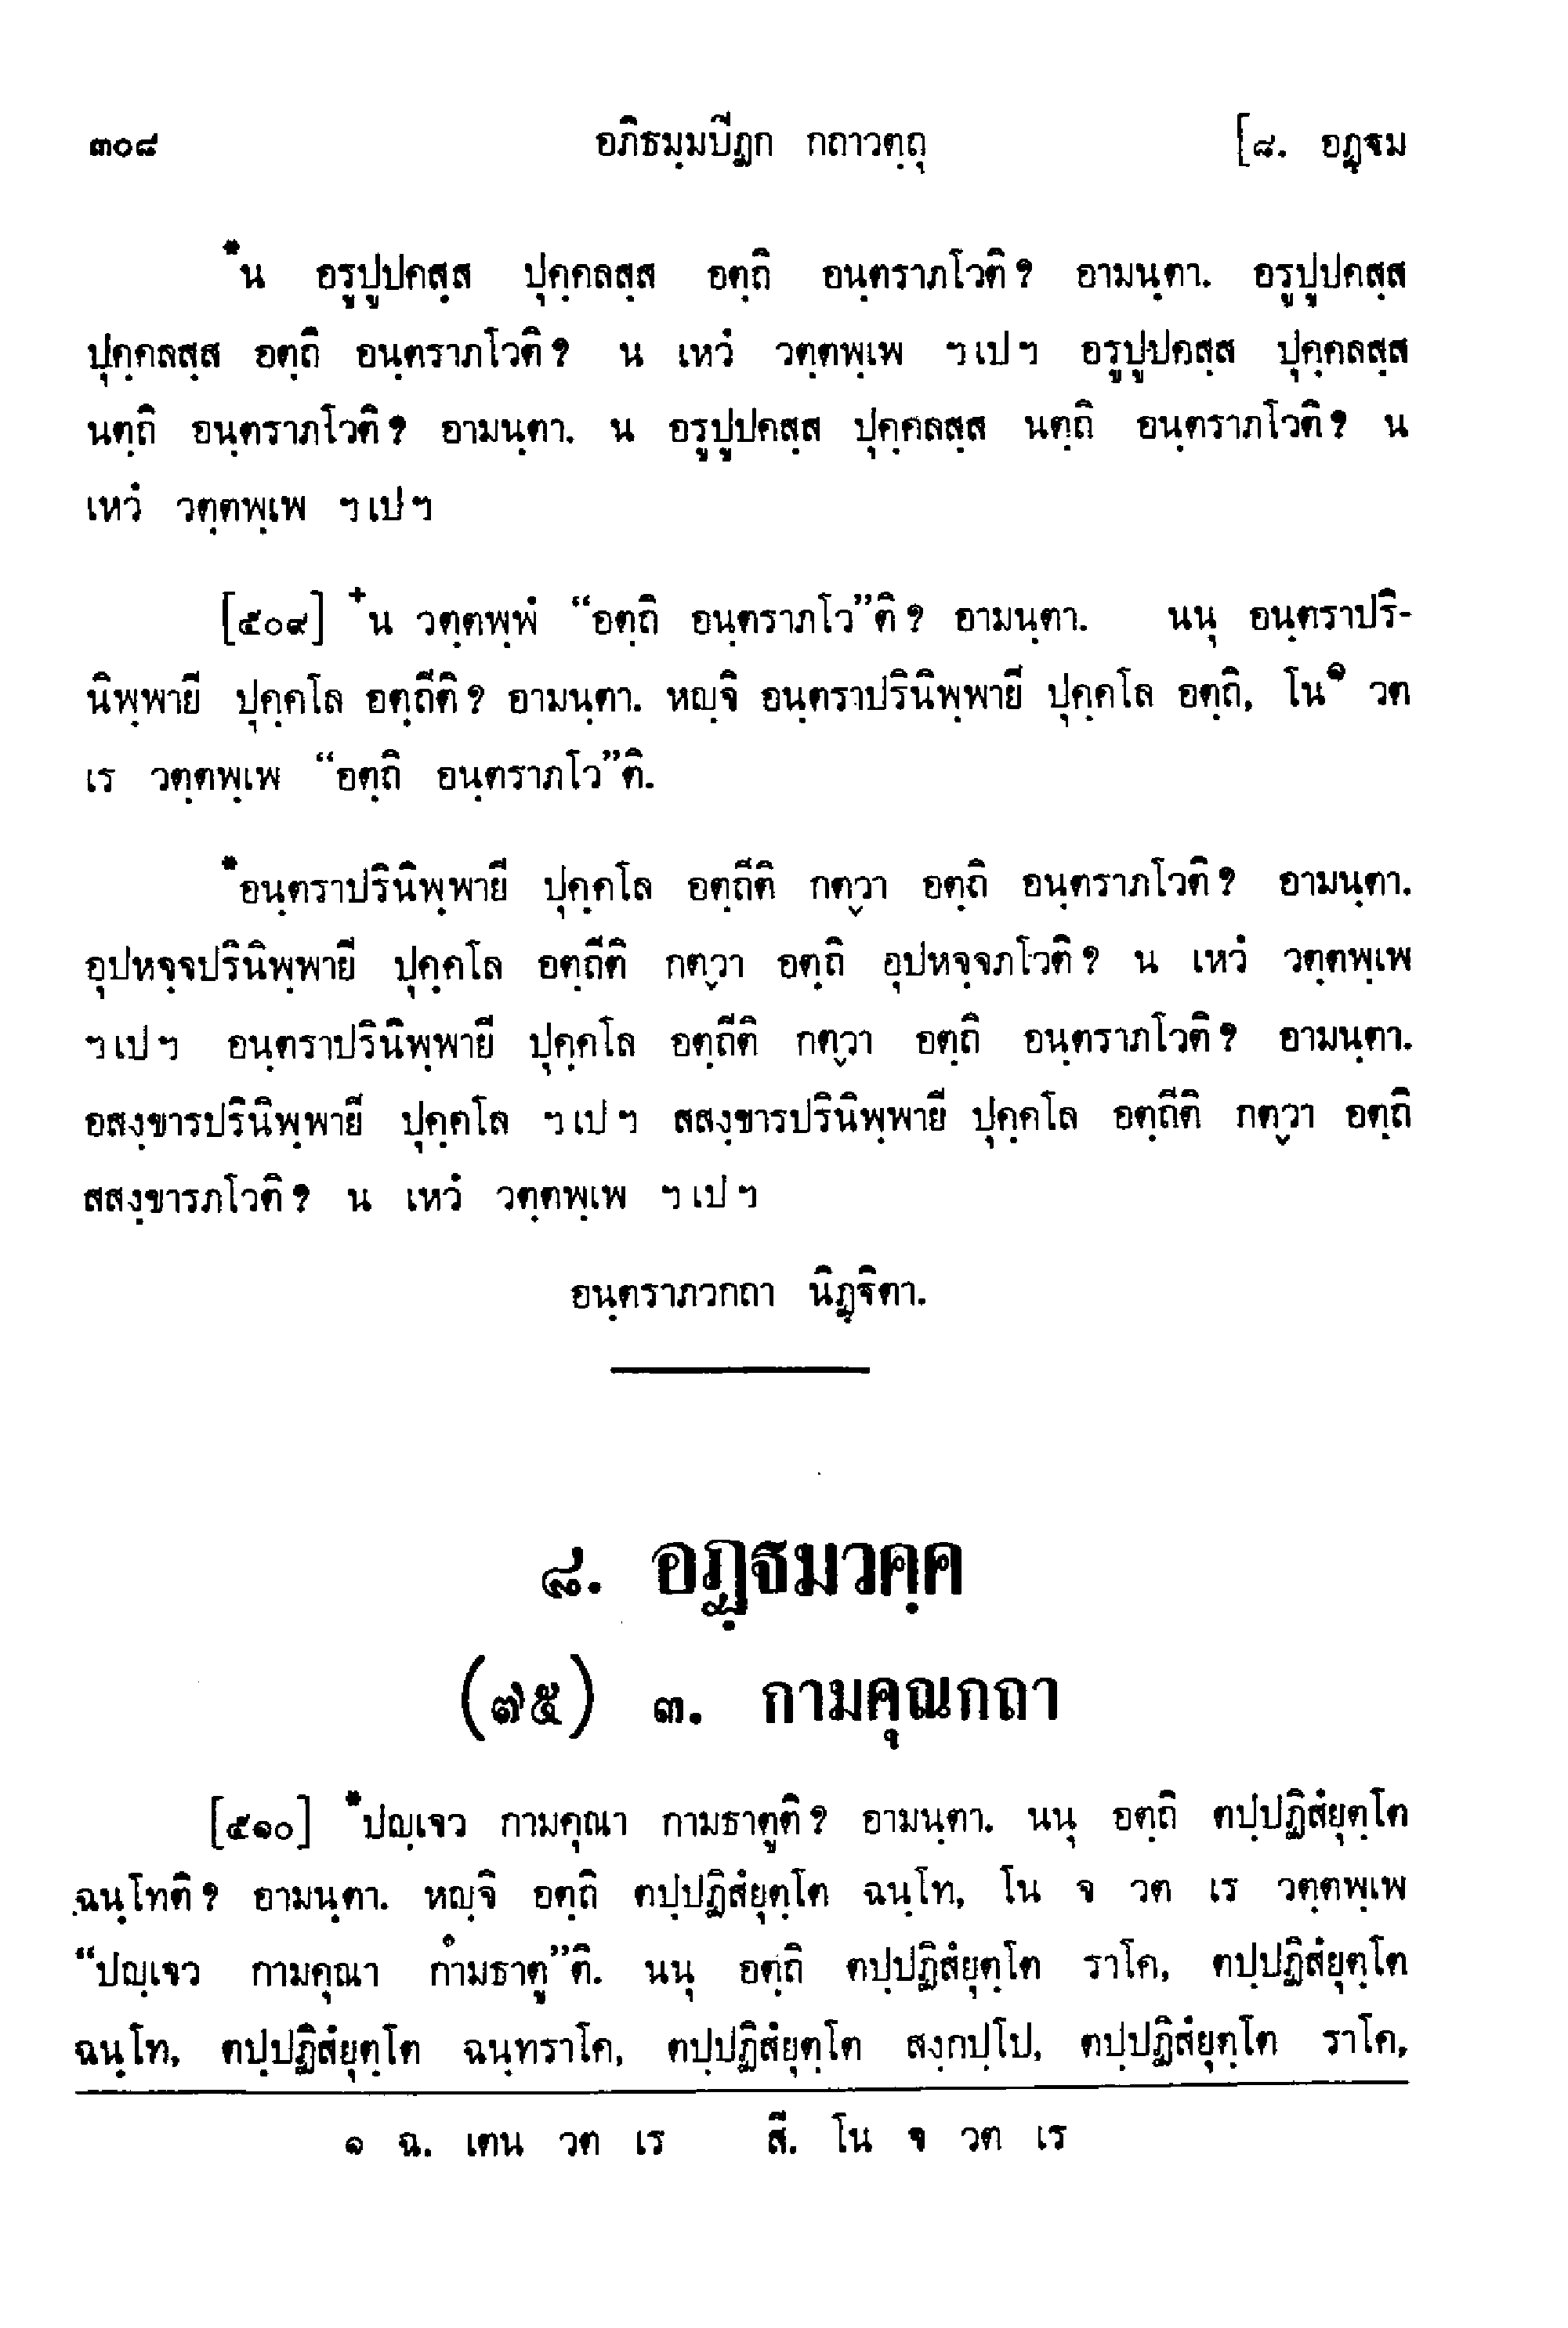 ๓๐๘ อภิธมฺมปิฏก กถาวตฺถุ [๘. อฏฺฐม
*น อรูปูปคสฺส ปุคฺคลสฺส อตฺถิ อนฺตราภโวติ? อามนฺตา. อรูปูปคสฺส
ปุคฺคลสฺส อตฺถิ อนฺตราภโวติ? น เหวํ วตฺตพฺเพ ฯเปฯ อรูปูปคสฺส ปุคฺคลสฺส
นตฺถิ อนฺตราภโวติ? อามนฺตา. น อรูปูปคสฺส ปุคฺคลสฺส นตฺถิ อนฺตราภโวติ? น
เหวํ วตฺตพฺเพ ฯเปฯ
[๕๐๙] +น วตฺตพฺพํ “อตฺถิ อนฺตราภโว”ติ? อามนฺตา. นนุ อนฺตราปริ-
นิพฺพายี ปุคฺคโล อตฺถีติ? อามนฺตา. หญฺจิ อนฺตราปรินิพฺพายี ปุคฺคโล อตฺถิ, โน๑ วต
เร วตฺตพฺเพ “อตฺถิ อนฺตราภโว”ติ.
*อนฺตราปรินิพฺพายี ปุคฺคโล อตฺถีติ กตฺวา อตฺถิ อนฺตราภโวติ? อามนฺตา.
อุปหจฺจปรินิพฺพายี ปุคฺคโล อตฺถีติ กตฺวา อตฺถิ อุปหจฺจภโวติ? น เหวํ วตฺตพฺเพ
ฯเปฯ อนฺตราปรินิพฺพายี ปุคฺคโล อตฺถีติ กตฺวา อตฺถิ อนฺตราภโวติ? อามนฺตา.
อสงฺขารปรินิพฺพายี ปุคฺคโล ฯเปฯ สสงฺขารปรินิพฺพายี ปุคฺคโล อตฺถีติ กตฺวา อตฺถิ
สสงฺขารภโวติ? น เหวํ วตฺตพฺเพ ฯเปฯ
อนฺตราภวกถา นิฏฺฐิตา.
๘. อฏฺฐมวคฺค
(๗๕) ๓. กามคุณกถา
[๕๑๐] *ปญฺเจว กามคุณา กามธาตูติ? อามนฺตา. นนุ อตฺถิ ตปฺปฏิสํยุตฺโต
ฉนฺโทติ? อามนฺตา. หญฺจิ อตฺถิ ตปฺปฏิสํยุตฺโต ฉนฺโท, โน จ วต เร วตฺตพฺเพ
“ปญฺเจว กามคุณา กามธาตู”ติ. นนุ อตฺถิ ตปฺปฏิสํยุตฺโต ราโค, ตปฺปฏิสํยุตฺโต
ฉนฺโท, ตปฺปฏิสํยุตฺโต ฉนฺทราโค, ตปฺปฏิสํยุตฺโต สงฺกปฺโป, ตปฺปฏิสํยุตฺโต ราโค,
๑ ฉ. เตน วต เร สี. โน จ วต เร